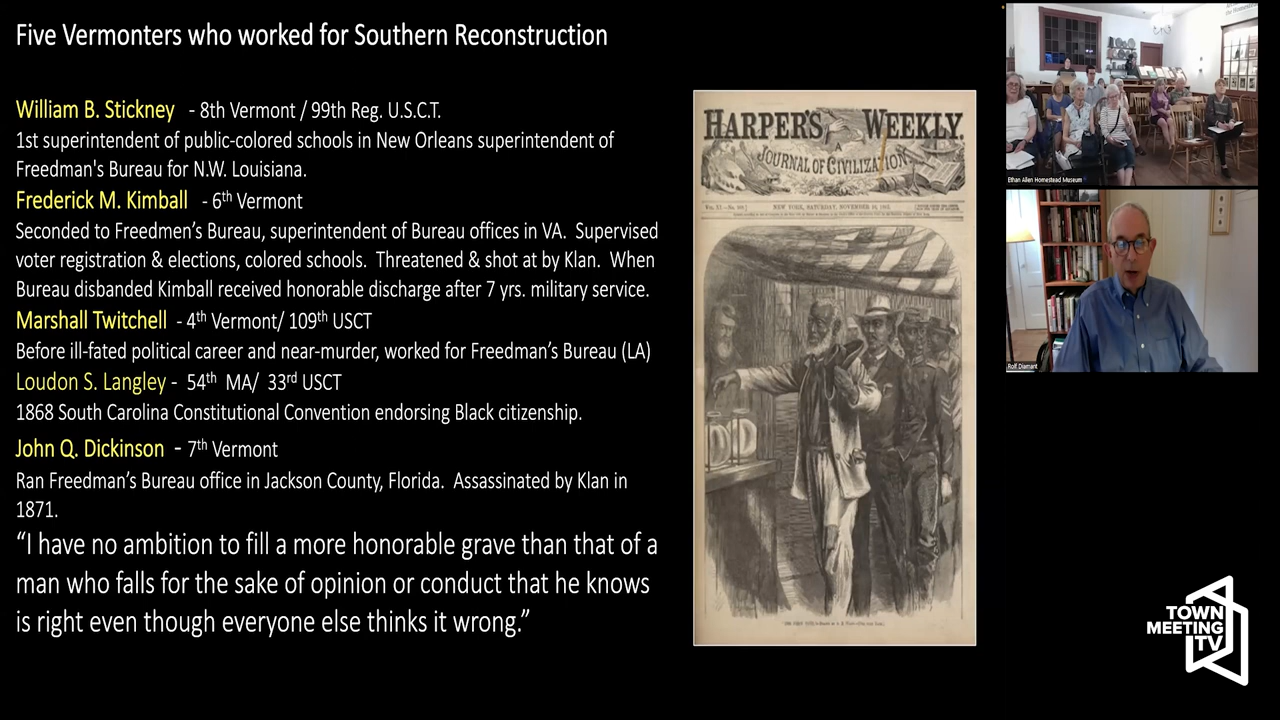 Five Vermonters who worked for Southern Reconstruction
William B. Stickney - 8th Vermont / 99th Reg. U.S.C.T.
1st superintendent of public-colored schools in New Orleans superintendent of
Freedman's Bureau for N.W. Louisiana.
Frederick M. Kimball - 6th Vermont
Seconded to Freedmen’s Bureau, superintendent of Bureau offices in VA. Supervised
voter registration & elections, colored schools. Threatened & shot at by Klan. When
Bureau disbanded Kimball received honorable discharge after 7 yrs. military service.
Marshall Twitchell - 4th Vermont/ 109th USCT
Before ill-fated political career and near-murder, worked for Freedman’s Bureau (LA)
Loudon S. Langley - 54th MA/ 33rd USCT
1868 South Carolina Constitutional Convention endorsing Black citizenship.
John Q. Dickinson - 7th Vermont
Ran Freedman’s Bureau office in Jackson County, Florida. Assassinated by Klan in
1871.
“I have no ambition to fill a more honorable grave than that of a
man who falls for the sake of opinion or conduct that he knows
is right even though everyone else thinks it wrong.”
HARPER'S WEEKLY.
A
JOURNAL OF CIVILIZATION
NEW YORK, SATURDAY, NOVEMBER 16, 1867.
Ethan Allen Homestead Museum
Rolf Diamant
TOWN
MEETING
TV